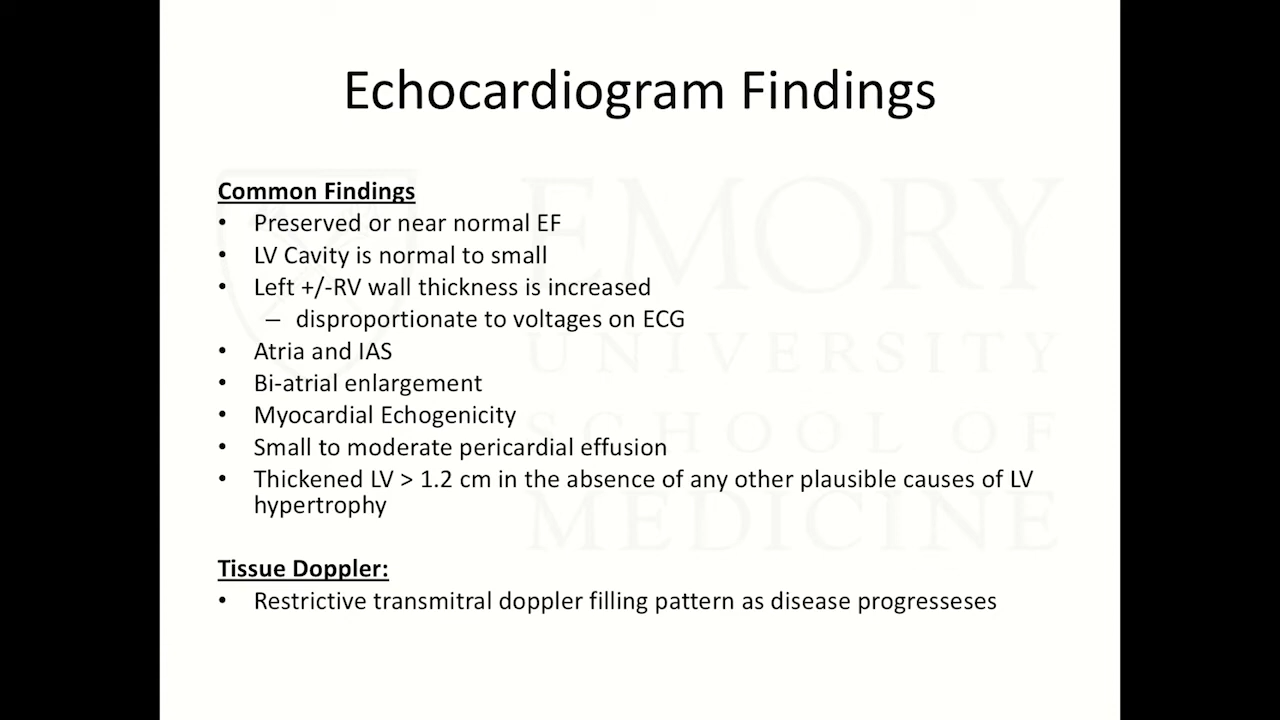 Echocardiogram Findings
Common Findings
• Preserved or near normal EF
• LV Cavity is normal to small
• Left +/-RV wall thickness is increased
– disproportionate to voltages on ECG
• Atria and IAS
• Bi-atrial enlargement
• Myocardial Echogenicity
• Small to moderate pericardial effusion
• Thickened LV > 1.2 cm in the absence of any other plausible causes of LV
hypertrophy
Tissue Doppler:
• Restrictive transmitral doppler filling pattern as disease progresseses
EMORY
UNIVERSITY
SCHOOL OF
MEDICINE